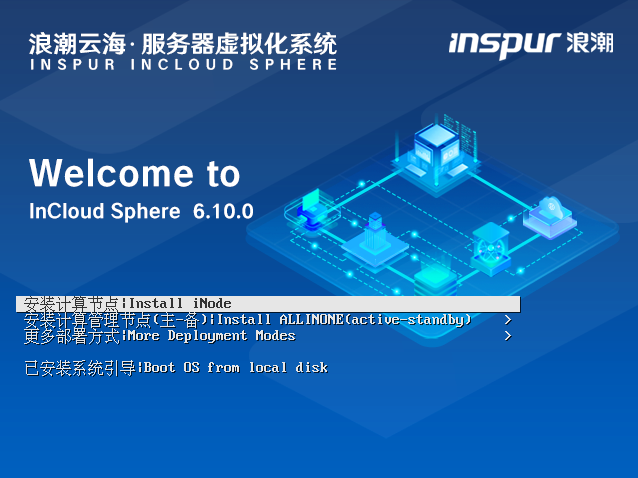 浪潮云海·服务器虚拟化系统
INSPUR INCLOUD SPHERE
inspur 浪潮
Welcome to
InCloud Sphere 6.10.0
安装计算节点|Install iNode
安装计算管理节点(主-备)|Install ALLINONE(active-standby) >
更多部署方式|More Deployment Modes >
已安装系统引导|Boot OS from local disk